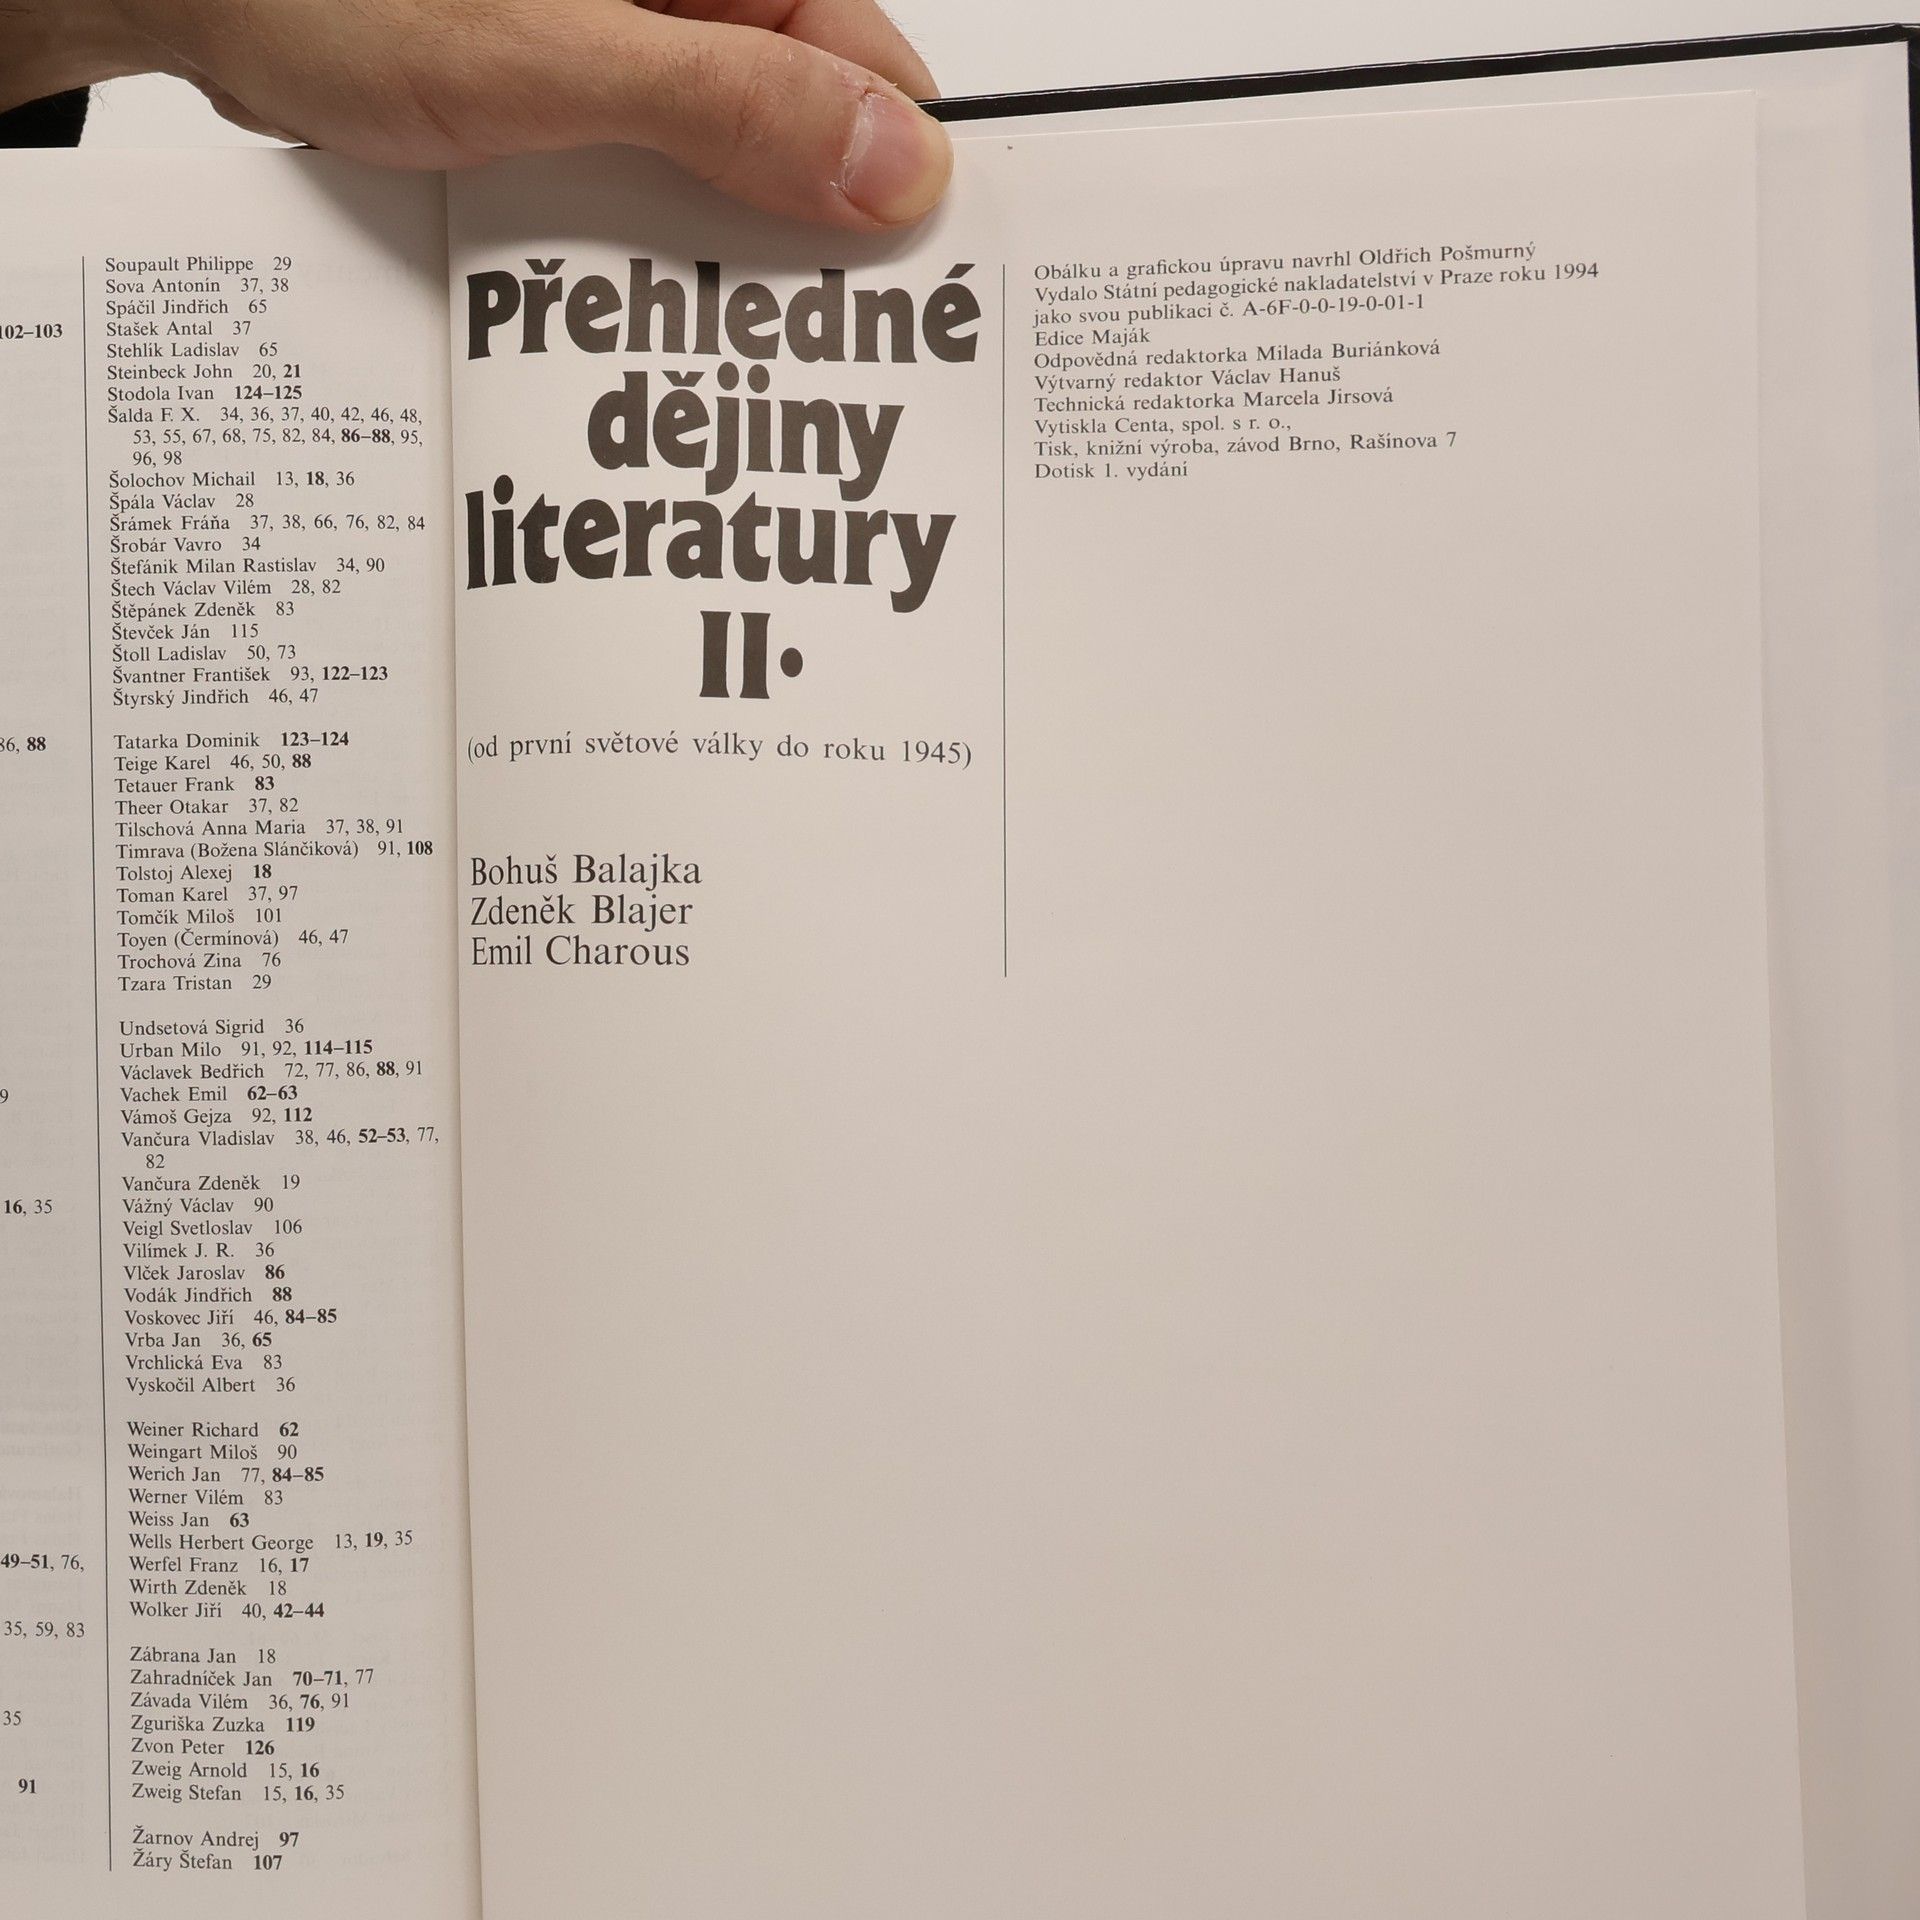 102–103
86, 88
9
16, 35
49–51, 76,
35, 59, 83
35
91
Soupault Philippe 29
Sova Antonín 37, 38
Spáčil Jindřich 65
Stašek Antal 37
Stehlík Ladislav 65
Steinbeck John 20, 21
Stodola Ivan 124–125
Šalda F. X. 34, 36, 37, 40, 42, 46, 48,
53, 55, 67, 68, 75, 82, 84, 86–88, 95,
96, 98
Šolochov Michail 13, 18, 36
Špála Václav 28
Šrámek Fráňa 37, 38, 66, 76, 82, 84
Šrobár Vavro 34
Štefánik Milan Rastislav 34, 90
Štech Václav Vilém 28, 82
Štěpánek Zdeněk 83
Števček Ján 115
Štoll Ladislav 50, 73
Švantner František 93, 122–123
Štyrský Jindřich 46, 47
Tatarka Dominik 123–124
Teige Karel 46, 50, 88
Tetauer Frank 83
Theer Otakar 37, 82
Tilschová Anna Maria 37, 38, 91
Timrava (Božena Slánčiková) 91, 108
Tolstoj Alexej 18
Toman Karel 37, 97
Tomčík Miloš 101
Toyen (Čermínová) 46, 47
Trochová Zina 76
Tzara Tristan 29
Undsetová Sigrid 36
Urban Milo 91, 92, 114–115
Václavek Bedřich 72, 77, 86, 88, 91
Vachek Emil 62–63
Vámoš Gejza 92, 112
Vančura Vladislav 38, 46, 52–53, 77,
82
Vančura Zdeněk 19
Vážný Václav 90
Veigl Svetloslav 106
Vilímek J. R. 36
Vlček Jaroslav 86
Vodák Jindřich 88
Voskovec Jiří 46, 84–85
Vrba Jan 36, 65
Vrchlická Eva 83
Vyskočil Albert 36
Weiner Richard 62
Weingart Miloš 90
Werich Jan 77, 84–85
Werner Vilém 83
Weiss Jan 63
Wells Herbert George 13, 19, 35
Werfel Franz 16, 17
Wirth Zdeněk 18
Wolker Jiří 40, 42–44
Zábrana Jan 18
Zahradníček Jan 70–71, 77
Závada Vilém 36, 76, 91
Zguriška Zuzka 119
Zvon Peter 126
Zweig Arnold 15, 16
Zweig Stefan 15, 16, 35
Žarnov Andrej 97
Žáry Štefan 107
Přehledné
dějiny
literatury
II.
(od první světové války do roku 1945)
Bohuš Balajka
Zdeněk Blajer
Emil Charous
Obálku a grafickou úpravu navrhl Oldřich Pošmurný
Vydalo Státní pedagogické nakladatelství v Praze roku 1994
jako svou publikaci č. A-6F-0-0-19-0-01-1
Edice Maják
Odpovědná redaktorka Milada Buriánková
Výtvarný redaktor Václav Hanuš
Technická redaktorka Marcela Jirsová
Vytiskla Centa, spol. s r. o.,
Tisk, knižní výroba, závod Brno, Rašínova 7
Dotisk 1. vydání